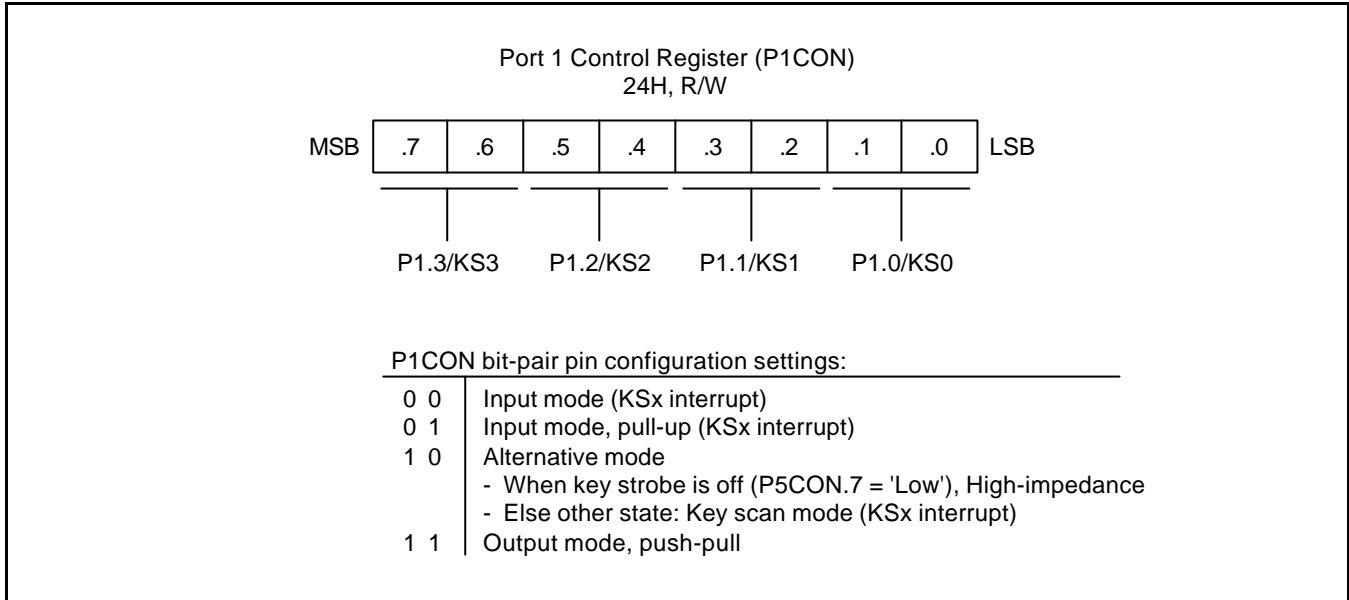 Port 1 Control Register (P1CON)
24H, R/W
MSB .7 .6 .5 .4 .3 .2 .1 .0 LSB
P1.3/KS3 P1.2/KS2 P1.1/KS1 P1.0/KS0
P1CON bit-pair pin configuration settings:
0 0 Input mode (KSx interrupt)
0 1 Input mode, pull-up (KSx interrupt)
1 0 Alternative mode
- When key strobe is off (P5CON.7 = 'Low'), High-impedance
- Else other state: Key scan mode (KSx interrupt)
1 1 Output mode, push-pull